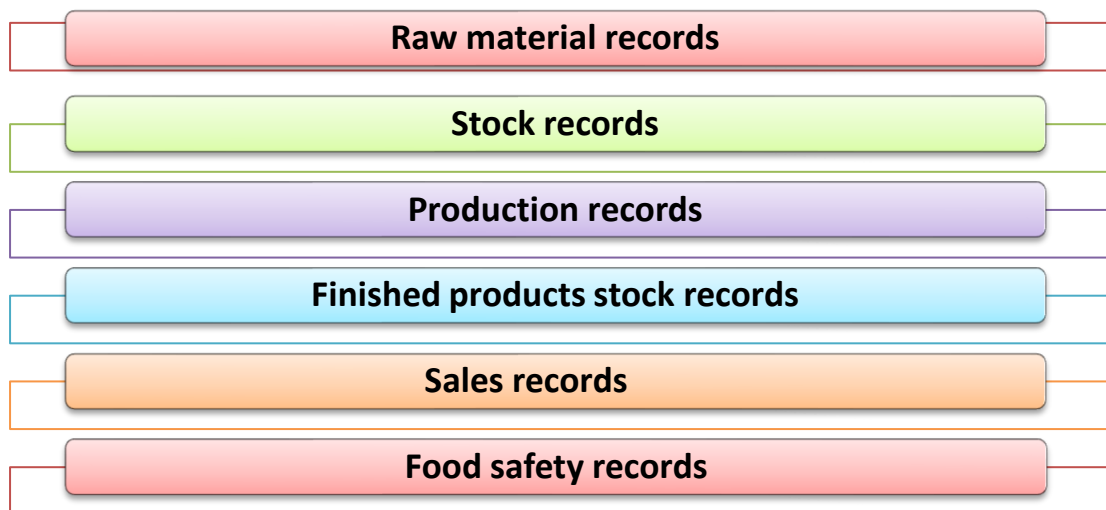 Raw material records
Stock records
Production records
Finished products stock records
Sales records
Food safety records